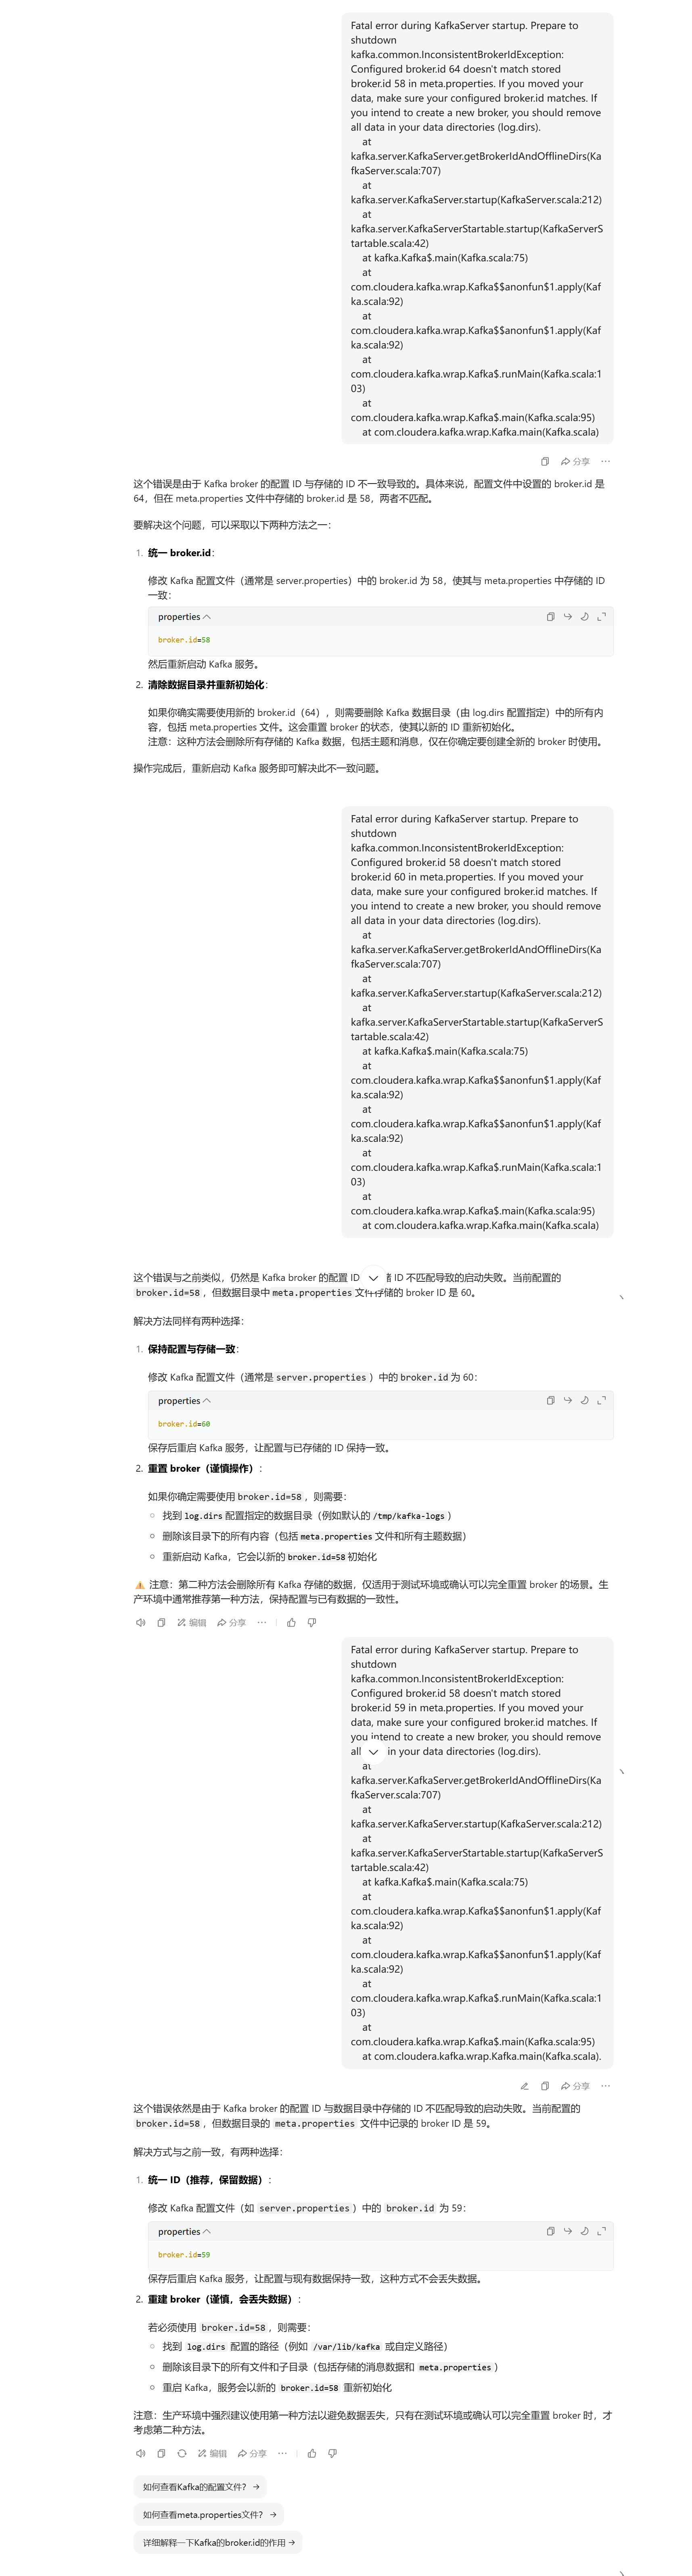 Fatal error during KafkaServer startup. Prepare to
shutdown
kafka.common.InconsistentBrokerIdException:
Configured broker.id 64 doesn't match stored
broker.id 58 in meta.properties. If you moved your
data, make sure your configured broker.id matches. If
you intend to create a new broker, you should remove
all data in your data directories (log.dirs).
at
kafka.server.KafkaServer.getBrokerIdAndOfflineDirs(Ka
fkaServer.scala:707)
at
kafka.server.KafkaServer.startup(KafkaServer.scala:212)
at
kafka.server.KafkaServerStartable.startup(KafkaServerS
tartable.scala:42)
at kafka.Kafka$.main(Kafka.scala:75)
at
com.cloudera.kafka.wrap.Kafka$$anonfun$1.apply(Kaf
ka.scala:92)
at
com.cloudera.kafka.wrap.Kafka$$anonfun$1.apply(Kaf
ka.scala:92)
at
com.cloudera.kafka.wrap.Kafka$.runMain(Kafka.scala:1
03)
at
com.cloudera.kafka.wrap.Kafka$.main(Kafka.scala:95)
at com.cloudera.kafka.wrap.Kafka.main(Kafka.scala)
分享
这个错误是由于 Kafka broker 的配置 ID 与存储的 ID 不一致导致的。具体来说，配置文件中设置的 broker.id 是
64，但在 meta.properties 文件中存储的 broker.id 是 58，两者不匹配。
要解决这个问题，可以采取以下两种方法之一：
1. 统一 broker.id：
修改 Kafka 配置文件（通常是 server.properties）中的 broker.id 为 58，使其与 meta.properties 中存储的 ID
一致：
properties
broker.id=58
然后重新启动 Kafka 服务。
2. 清除数据目录并重新初始化：
如果你确实需要使用新的 broker.id（64），则需要删除 Kafka 数据目录（由 log.dirs 配置指定）中的所有内
容，包括 meta.properties 文件。这会重置 broker 的状态，使其以新的 ID 重新初始化。
注意：这种方法会删除所有存储的 Kafka 数据，包括主题和消息，仅在你确定要创建全新的 broker 时使用。
操作完成后，重新启动 Kafka 服务即可解决此不一致问题。
Fatal error during KafkaServer startup. Prepare to
shutdown
kafka.common.InconsistentBrokerIdException:
Configured broker.id 58 doesn't match stored
broker.id 60 in meta.properties. If you moved your
data, make sure your configured broker.id matches. If
you intend to create a new broker, you should remove
all data in your data directories (log.dirs).
at
kafka.server.KafkaServer.getBrokerIdAndOfflineDirs(Ka
fkaServer.scala:707)
at
kafka.server.KafkaServer.startup(KafkaServer.scala:212)
at
kafka.server.KafkaServerStartable.startup(KafkaServerS
tartable.scala:42)
at kafka.Kafka$.main(Kafka.scala:75)
at
com.cloudera.kafka.wrap.Kafka$$anonfun$1.apply(Kaf
ka.scala:92)
at
com.cloudera.kafka.wrap.Kafka$$anonfun$1.apply(Kaf
ka.scala:92)
at
com.cloudera.kafka.wrap.Kafka$.runMain(Kafka.scala:1
03)
at
com.cloudera.kafka.wrap.Kafka$.main(Kafka.scala:95)
at com.cloudera.kafka.wrap.Kafka.main(Kafka.scala)
这个错误与之前类似，仍然是 Kafka broker 的配置 ID 储 ID 不匹配导致的启动失败。当前配置的
broker.id=58，但数据目录中 meta.properties 文件存储的 broker ID 是 60。
解决方法同样有两种选择：
1. 保持配置与存储一致：
修改 Kafka 配置文件（通常是 server.properties ）中的 broker.id 为 60：
properties
broker.id=60
保存后重启 Kafka 服务，让配置与已存储的 ID 保持一致。
2. 重置 broker（谨慎操作）：
如果你确定需要使用 broker.id=58，则需要：
找到 log.dirs 配置指定的数据目录（例如默认的 /tmp/kafka-logs）
删除该目录下的所有内容（包括 meta.properties 文件和所有主题数据）
重新启动 Kafka，它会以新的 broker.id=58 初始化
⚠️ 注意：第二种方法会删除所有 Kafka 存储的数据，仅适用于测试环境或确认可以完全重置 broker 的场景。生
产环境中通常推荐第一种方法，保持配置与已有数据的一致性。
编辑 分享
Fatal error during KafkaServer startup. Prepare to
shutdown
kafka.common.InconsistentBrokerIdException:
Configured broker.id 58 doesn't match stored
broker.id 59 in meta.properties. If you moved your
data, make sure your configured broker.id matches. If
you intend to create a new broker, you should remove
all in your data directories (log.dirs).
at
kafka.server.KafkaServer.getBrokerIdAndOfflineDirs(Ka
fkaServer.scala:707)
at
kafka.server.KafkaServer.startup(KafkaServer.scala:212)
at
kafka.server.KafkaServerStartable.startup(KafkaServerS
tartable.scala:42)
at kafka.Kafka$.main(Kafka.scala:75)
at
com.cloudera.kafka.wrap.Kafka$$anonfun$1.apply(Kaf
ka.scala:92)
at
com.cloudera.kafka.wrap.Kafka$$anonfun$1.apply(Kaf
ka.scala:92)
at
com.cloudera.kafka.wrap.Kafka$.runMain(Kafka.scala:1
03)
at
com.cloudera.kafka.wrap.Kafka$.main(Kafka.scala:95)
at com.cloudera.kafka.wrap.Kafka.main(Kafka.scala).
分享
这个错误依然是由于 Kafka broker 的配置 ID 与数据目录中存储的 ID 不匹配导致的启动失败。当前配置的
broker.id=58，但数据目录的 meta.properties 文件中记录的 broker ID 是 59。
解决方式与之前一致，有两种选择：
1. 统一 ID（推荐，保留数据）：
修改 Kafka 配置文件（如 server.properties）中的 broker.id 为 59：
properties
broker.id=59
保存后重启 Kafka 服务，让配置与现有数据保持一致，这种方式不会丢失数据。
2. 重建 broker（谨慎，会丢失数据）：
若必须使用 broker.id=58，则需要：
找到 log.dirs 配置的路径（例如 /var/lib/kafka 或自定义路径）
删除该目录下的所有文件和子目录（包括存储的消息数据和 meta.properties）
重启 Kafka，服务会以新的 broker.id=58 重新初始化
注意：生产环境中强烈建议使用第一种方法以避免数据丢失，只有在测试环境或确认可以完全重置 broker 时，才
考虑第二种方法。
编辑 分享
如何查看Kafka的配置文件？ →
如何查看meta.properties文件？ →
详细解释一下Kafka的broker.id的作用 →